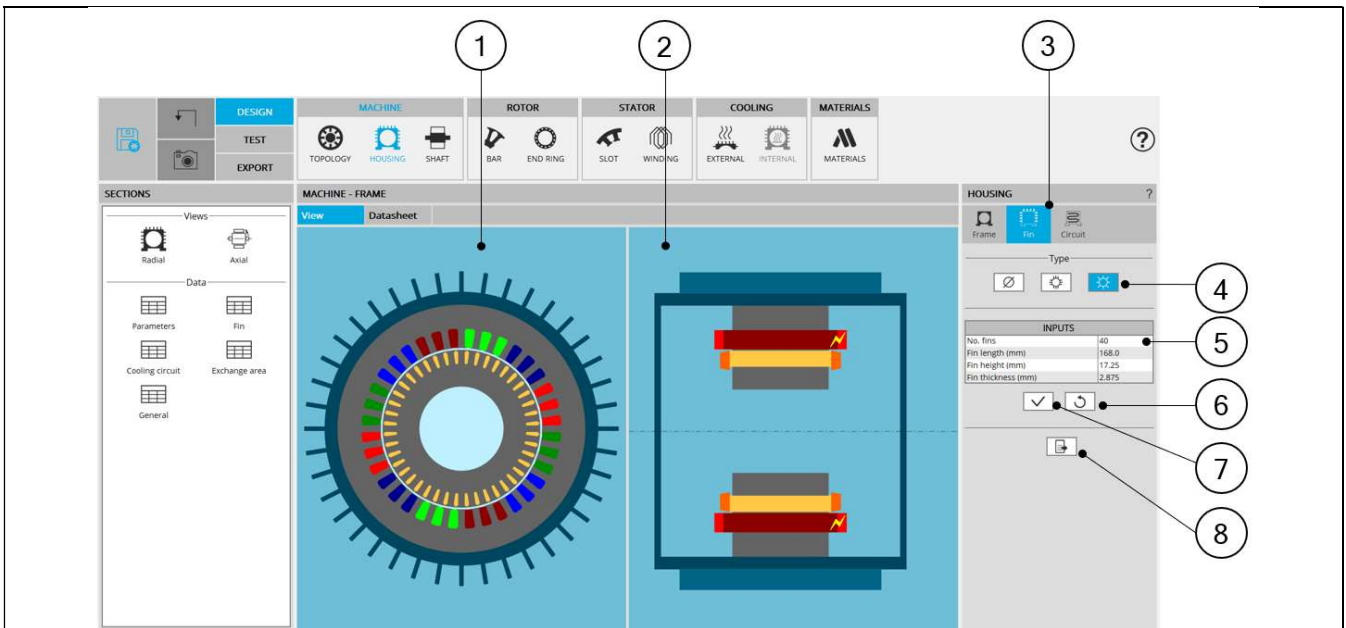 1
2
3
DESIGN
TEST
EXPORT
MACHINE
ROTOR
STATOR
COOLING
MATERIALS
TOPOLOGY
HOUSING
SHAFT
BAR
END RING
SLOT
WINDING
EXTERNAL
INTERNAL
MATERIALS
?
SECTIONS
MACHINE - FRAME
HOUSING
?
View
Datasheet
Views
Radial
Axial
Data
Parameters
Fin
Cooling circuit
Exchange area
General
Frame
Fin
Circuit
Type
4
INPUTS
No. fins 40
Fin length (mm) 168.0
Fin height (mm) 17.25
Fin thickness (mm) 2.875
5
6
7
8